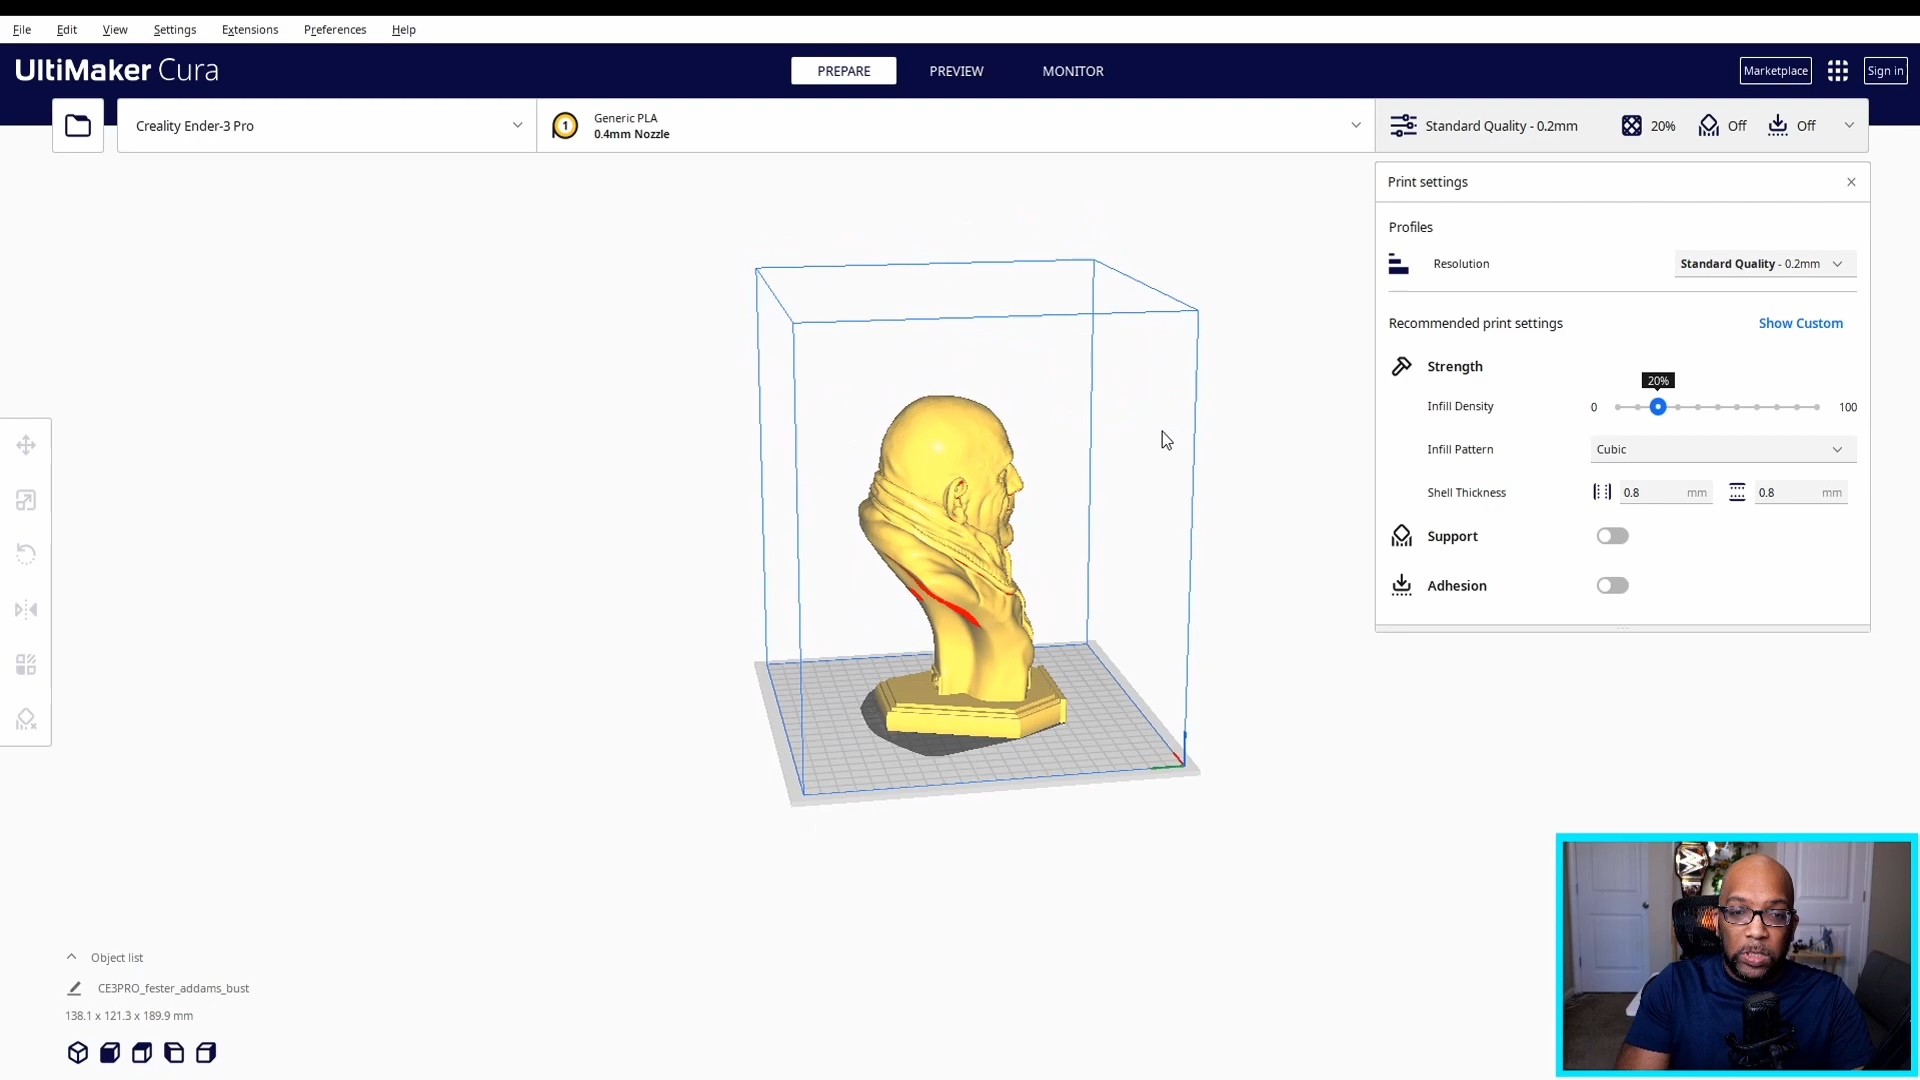 File Edit View Settings Extensions Preferences Help
UltiMaker Cura
PREPARE PREVIEW MONITOR
Marketplace Sign in
Creality Ender-3 Pro
1 Generic PLA
0.4mm Nozzle
Standard Quality - 0.2mm 20% Off Off
Print settings
Profiles
Resolution Standard Quality - 0.2mm
Recommended print settings Show Custom
Strength
20%
Infill Density 0 100
Infill Pattern Cubic
Shell Thickness 0.8 mm 0.8 mm
Support
Adhesion
Object list
CE3PRO_fester_addams_bust
138.1 x 121.3 x 189.9 mm